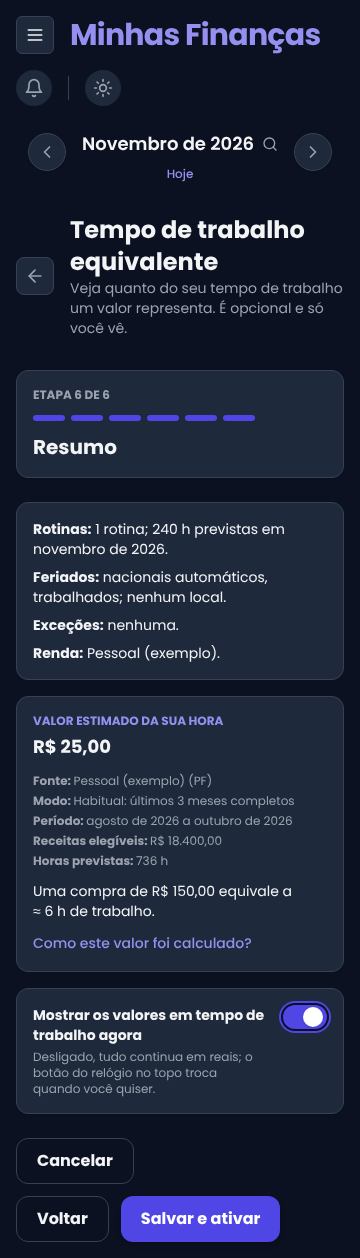 Minhas Finanças
Novembro de 2026
Hoje
Tempo de trabalho
equivalente
Veja quanto do seu tempo de trabalho
um valor representa. É opcional e só
você vê.
ETAPA 6 DE 6
Resumo
Rotinas: 1 rotina; 240 h previstas em
novembro de 2026.
Feriados: nacionais automáticos,
trabalhados; nenhum local.
Exceções: nenhuma.
Renda: Pessoal (exemplo).
VALOR ESTIMADO DA SUA HORA
R$ 25,00
Fonte: Pessoal (exemplo) (PF)
Modo: Habitual: últimos 3 meses completos
Período: agosto de 2026 a outubro de 2026
Receitas elegíveis: R$ 18.400,00
Horas previstas: 736 h
Uma compra de R$ 150,00 equivale a
≈ 6 h de trabalho.
Como este valor foi calculado?
Mostrar os valores em tempo de
trabalho agora
Desligado, tudo continua em reais; o
botão do relógio no topo troca
quando você quiser.
Cancelar
Voltar
Salvar e ativar